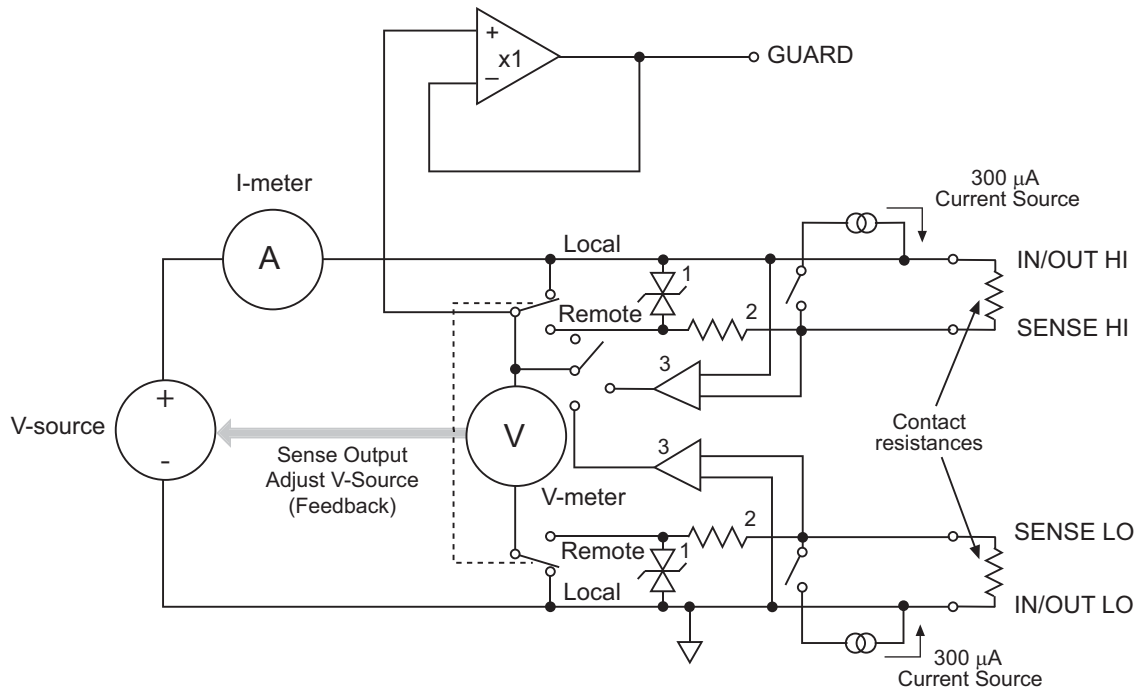 +
x1
–
GUARD
I-meter
A
300 μA
Current Source
Local
IN/OUT HI
1
Remote
2
SENSE HI
3
+
V-source
-
V
Sense Output
Adjust V-Source
(Feedback)
Contact
resistances
3
V-meter
2
SENSE LO
Remote
1
Local
IN/OUT LO
300 μA
Current Source